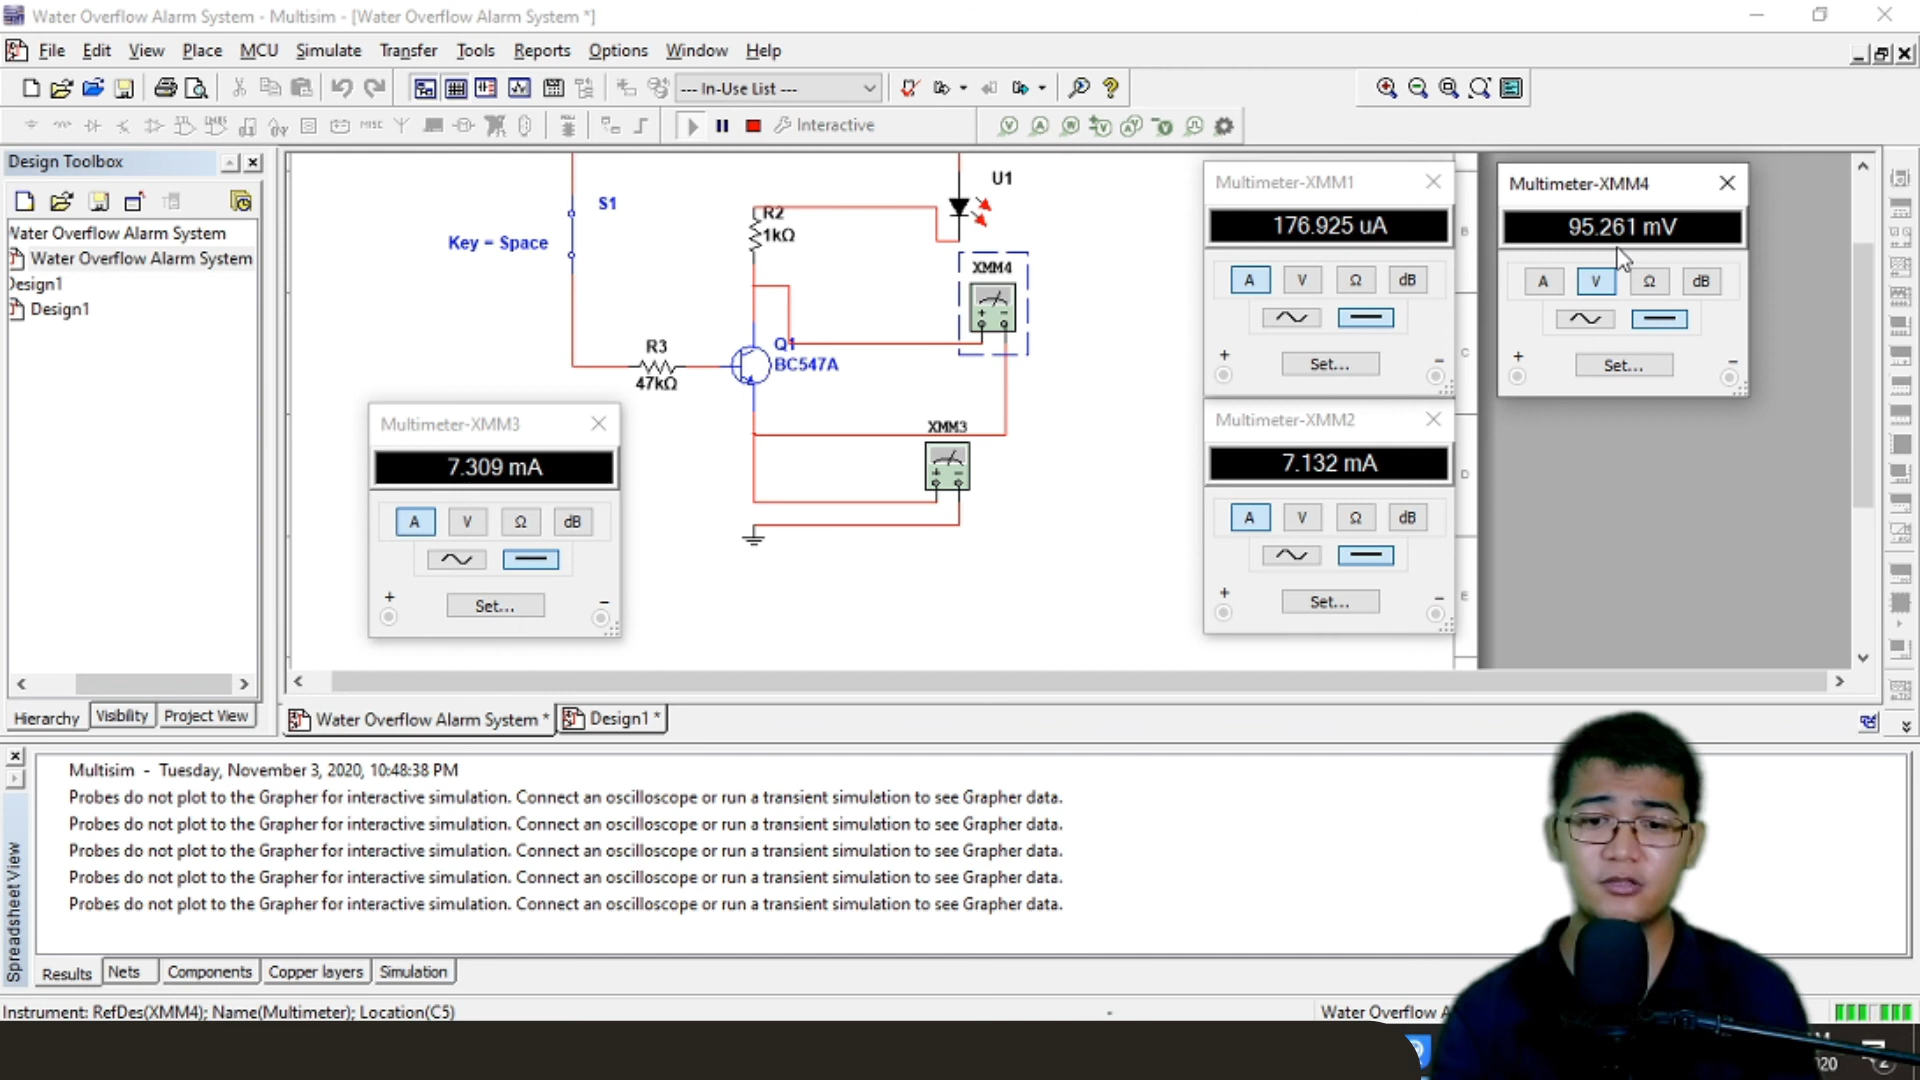 Water Overflow Alarm System - Multisim - [Water Overflow Alarm System *]
File Edit View Place MCU Simulate Transfer Tools Reports Options Window Help
--- In-Use List ---
MISC
Interactive
Design Toolbox
Water Overflow Alarm System
Water Overflow Alarm System
Design1
Design1
Hierarchy Visibility Project View
S1
Key = Space
R2
1kΩ
U1
XMM4
Q1
BC547A
R3
47kΩ
XMM3
Multimeter-XMM3
7.309 mA
A V Ω dB
Set...
+ −
Multimeter-XMM1
176.925 uA
A V Ω dB
+ −
Set...
Multimeter-XMM2
7.132 mA
A V Ω dB
+ −
Set...
B
C
D
E
Multimeter-XMM4
95.261 mV
A V Ω dB
+ −
Set...
Water Overflow Alarm System * Design1 *
Multisim - Tuesday, November 3, 2020, 10:48:38 PM
Probes do not plot to the Grapher for interactive simulation. Connect an oscilloscope or run a transient simulation to see Grapher data.
Probes do not plot to the Grapher for interactive simulation. Connect an oscilloscope or run a transient simulation to see Grapher data.
Probes do not plot to the Grapher for interactive simulation. Connect an oscilloscope or run a transient simulation to see Grapher data.
Probes do not plot to the Grapher for interactive simulation. Connect an oscilloscope or run a transient simulation to see Grapher data.
Probes do not plot to the Grapher for interactive simulation. Connect an oscilloscope or run a transient simulation to see Grapher data.
Spreadsheet View
Results Nets Components Copper layers Simulation
Instrument: RefDes(XMM4); Name(Multimeter); Location(C5)
-
Water Overflow A